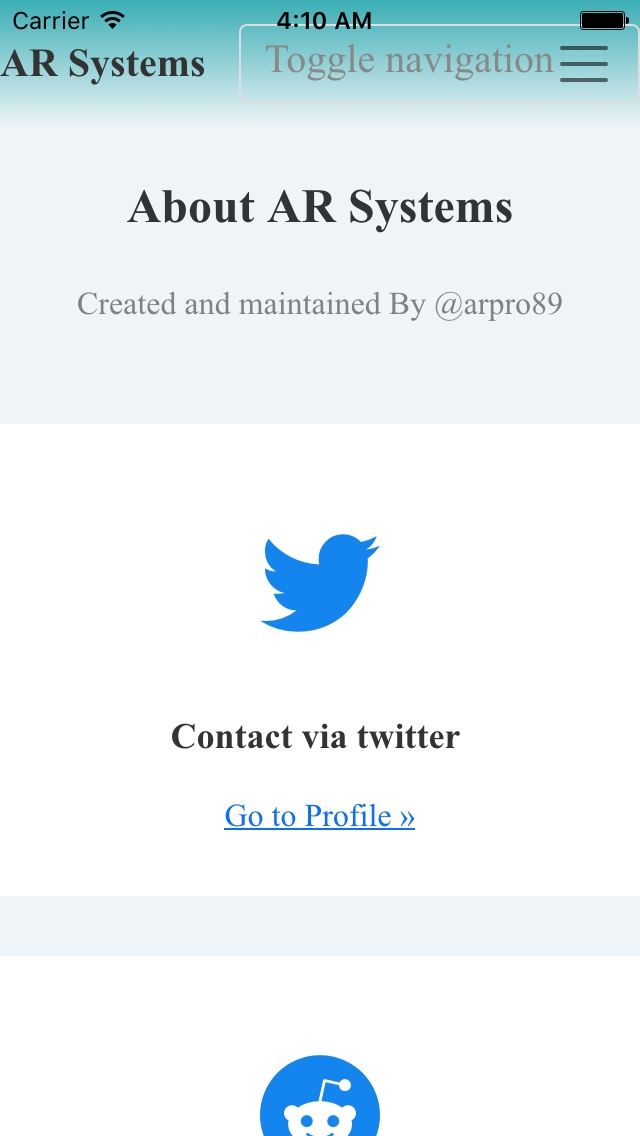 Carrier 4:10 AM
AR Systems Toggle navigation
About AR Systems
Created and maintained By @arpro89
Contact via twitter
Go to Profile »